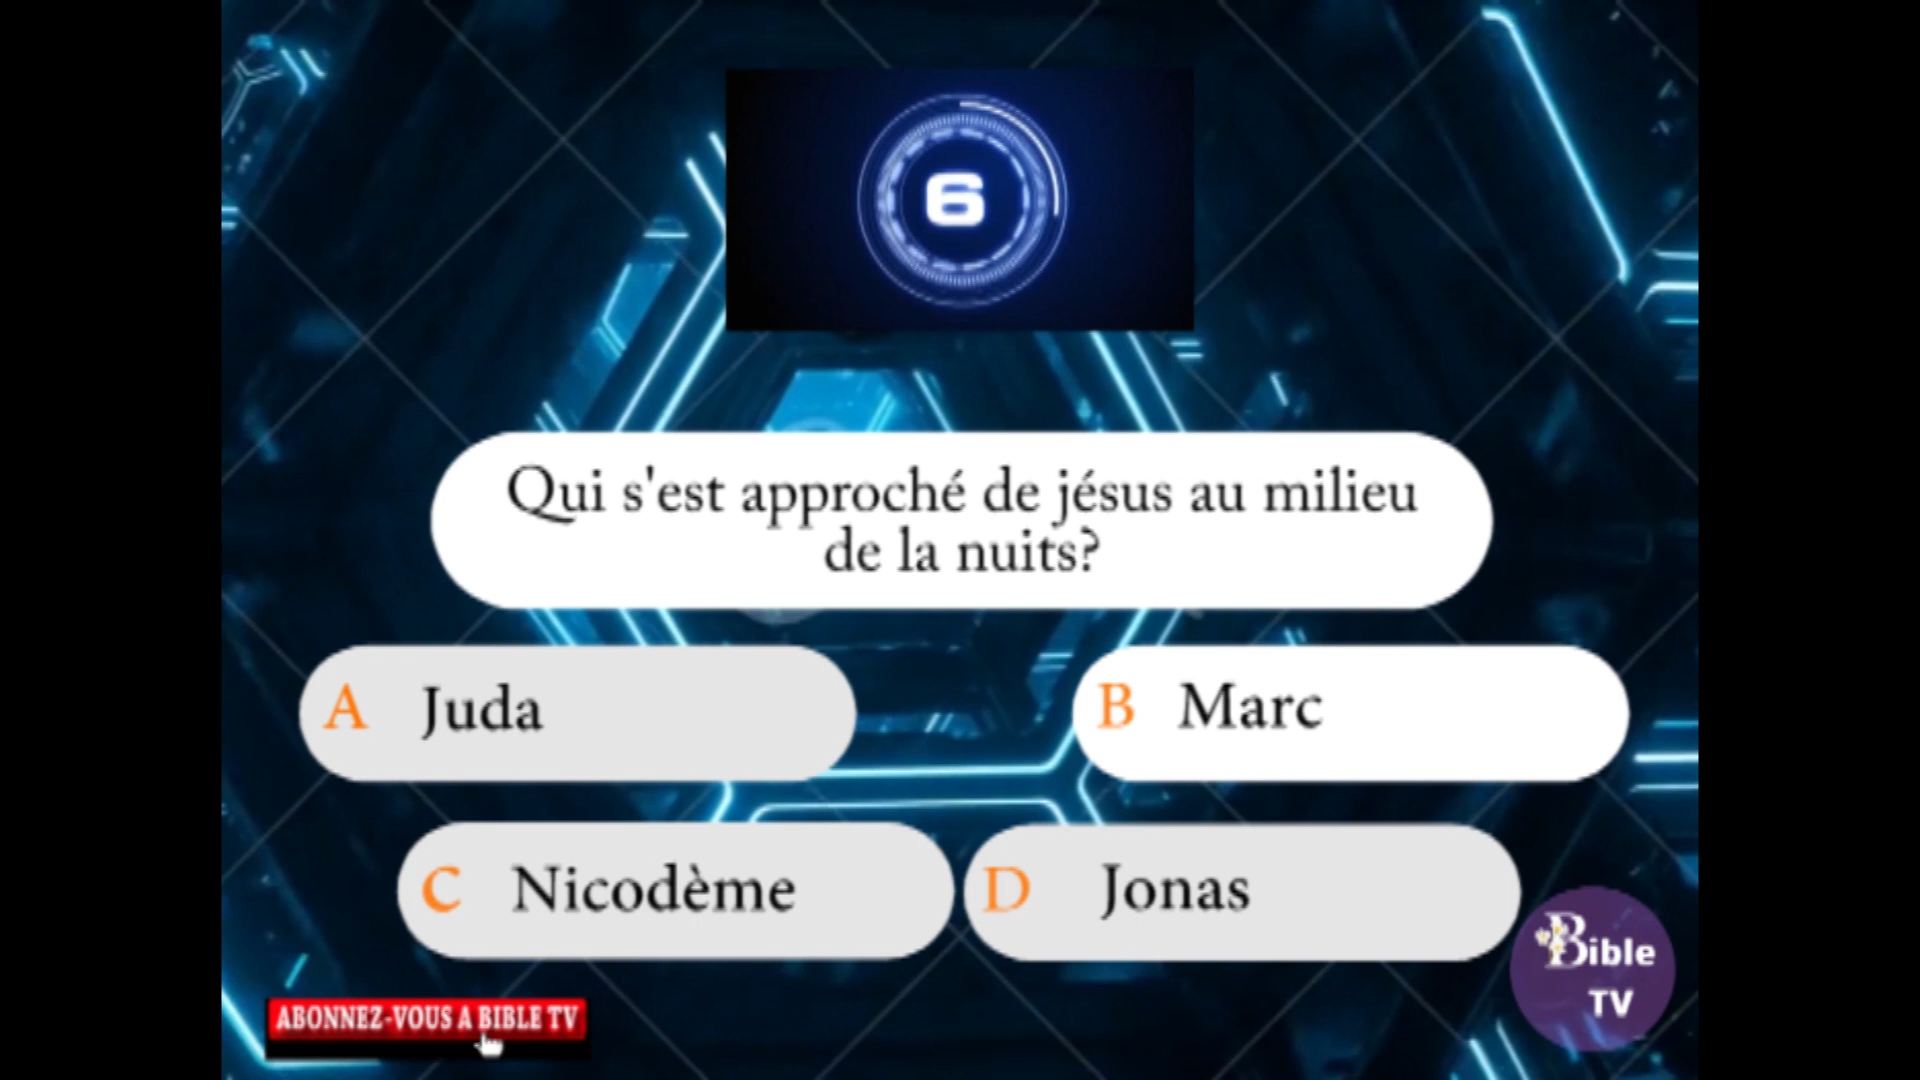 6
Qui s'est approché de jésus au milieu
de la nuits?
A Juda
B Marc
C Nicodème
D Jonas
Bible
TV
ABONNEZ-VOUS A BIBLE TV